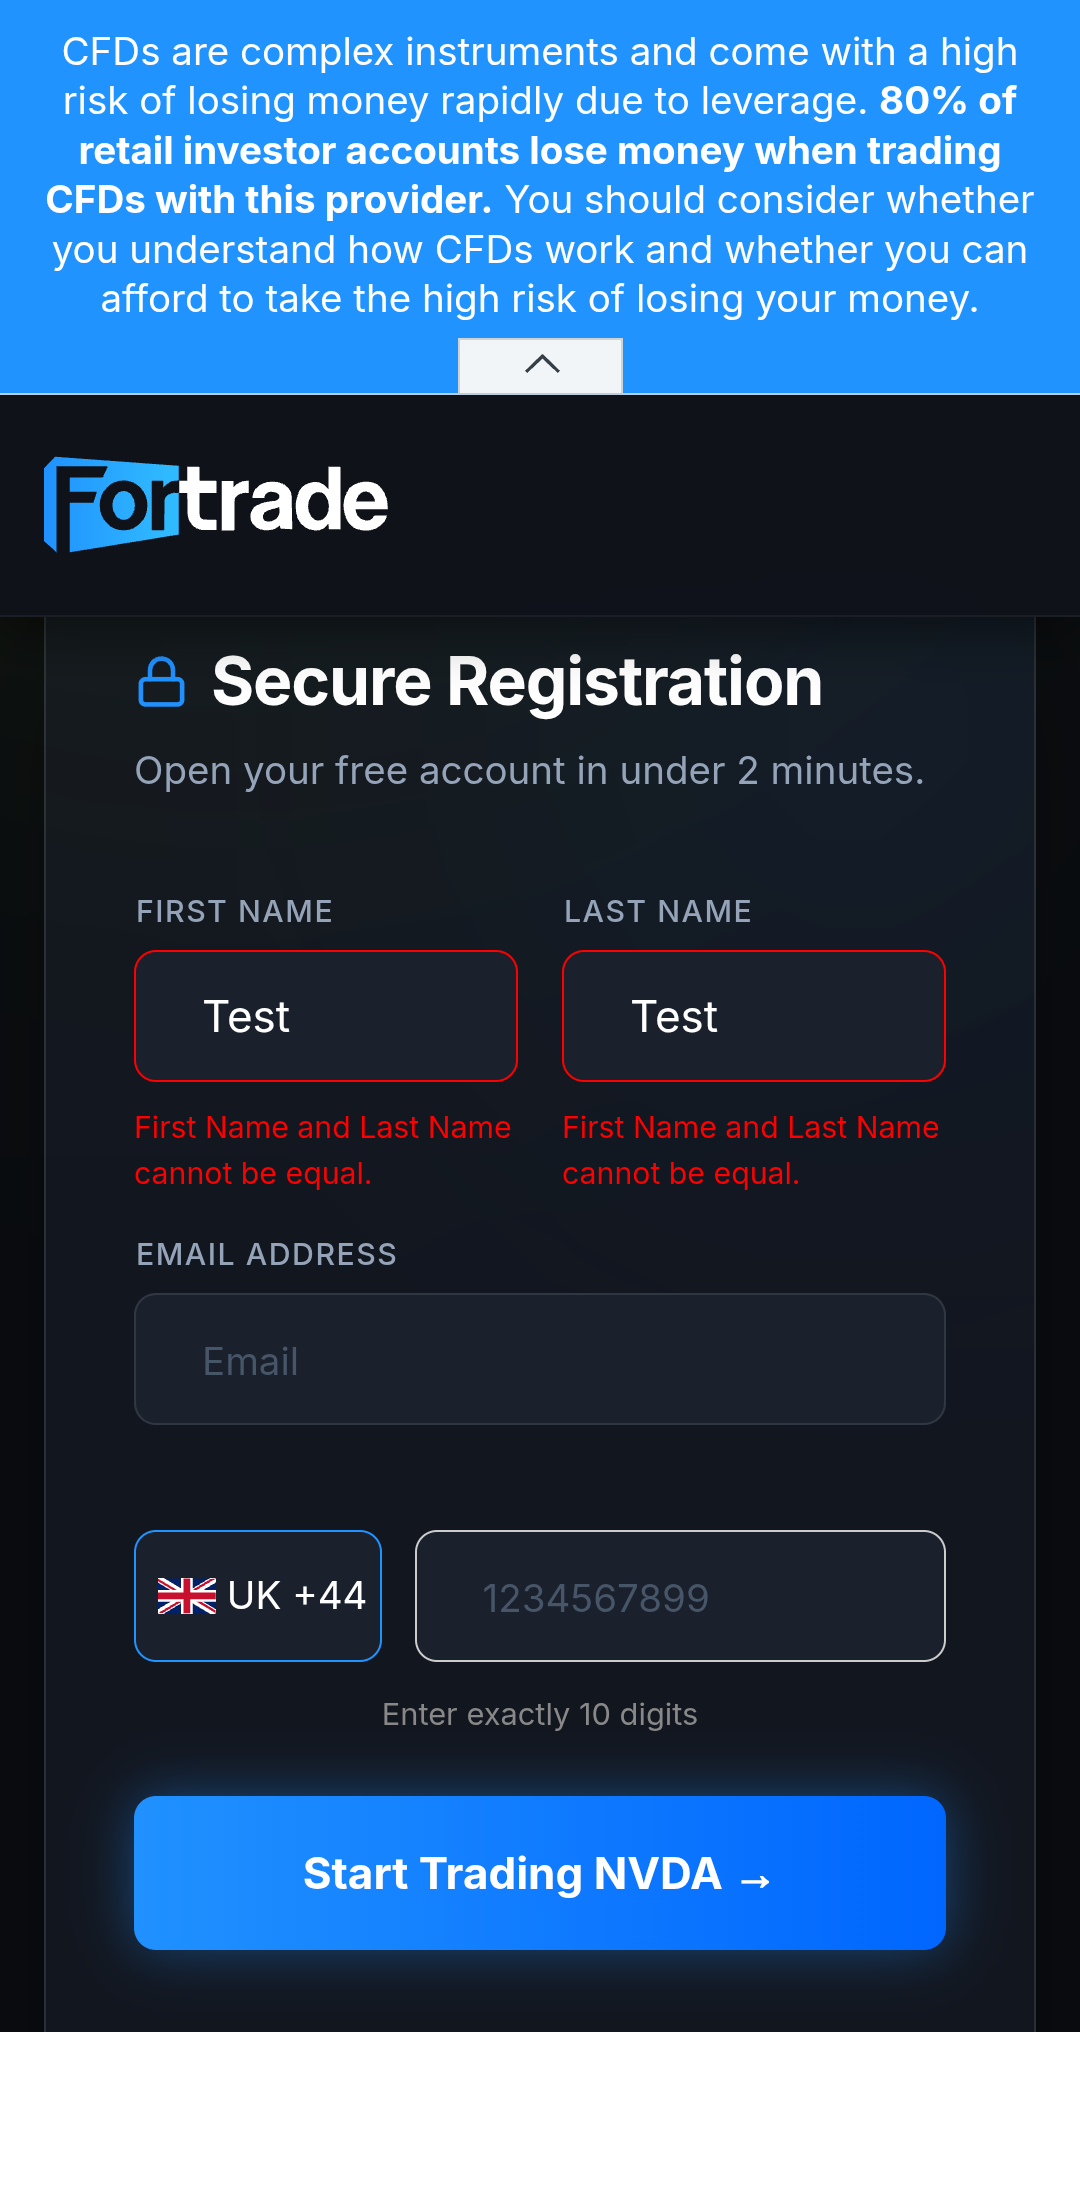 CFDs are complex instruments and come with a high
risk of losing money rapidly due to leverage. 80% of
retail investor accounts lose money when trading
CFDs with this provider. You should consider whether
you understand how CFDs work and whether you can
afford to take the high risk of losing your money.
Fortrade
Secure Registration
Open your free account in under 2 minutes.
FIRST NAME LAST NAME
Test Test
First Name and Last Name First Name and Last Name
cannot be equal. cannot be equal.
EMAIL ADDRESS
Email
UK +44 1234567899
Enter exactly 10 digits
Start Trading NVDA →